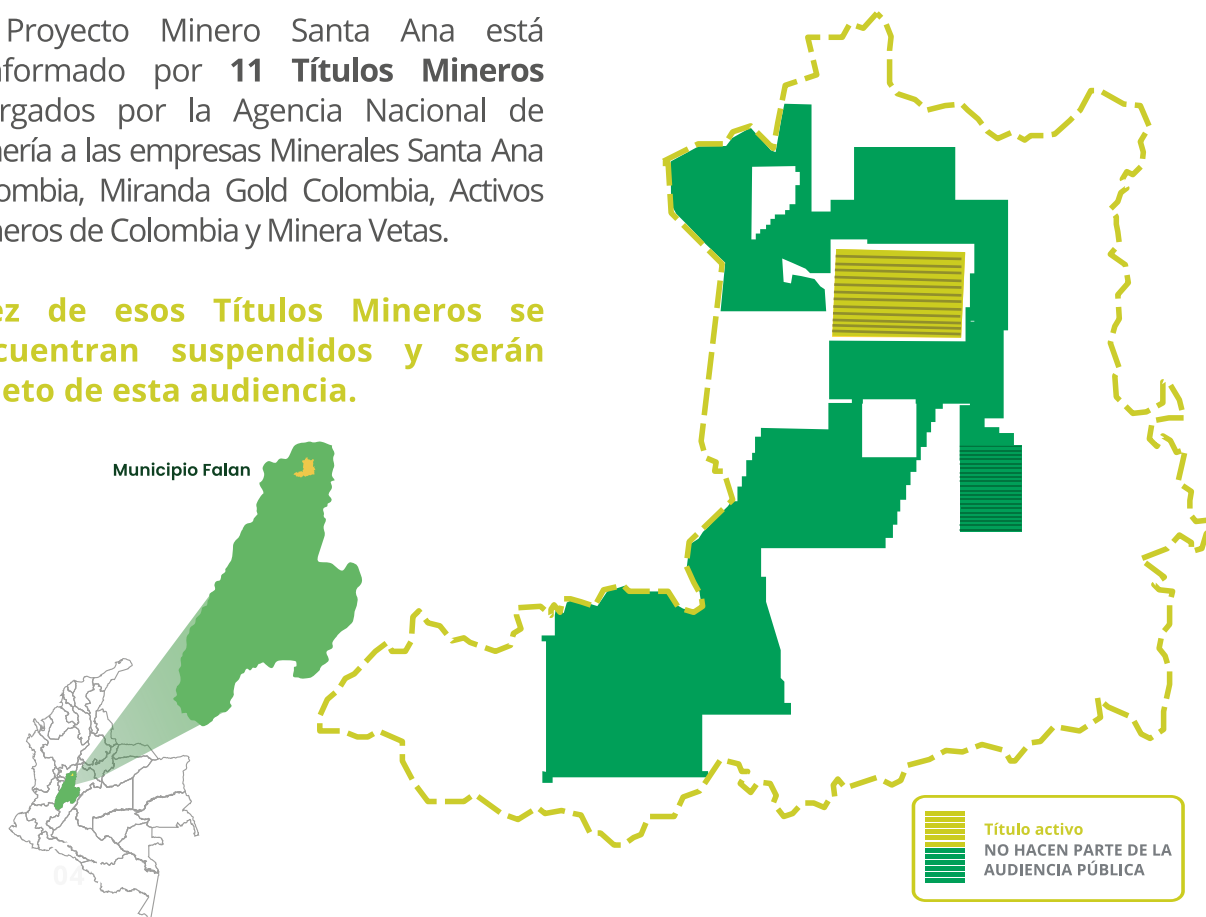 Proyecto Minero Santa Ana está
nformado por 11 Títulos Mineros
rgados por la Agencia Nacional de
nería a las empresas Minerales Santa Ana
ombia, Miranda Gold Colombia, Activos
neros de Colombia y Minera Vetas.
ez de esos Títulos Mineros se
cuentran suspendidos y serán
eto de esta audiencia.
Municipio Falan
Título activo
NO HACEN PARTE DE LA
AUDIENCIA PÚBLICA
04